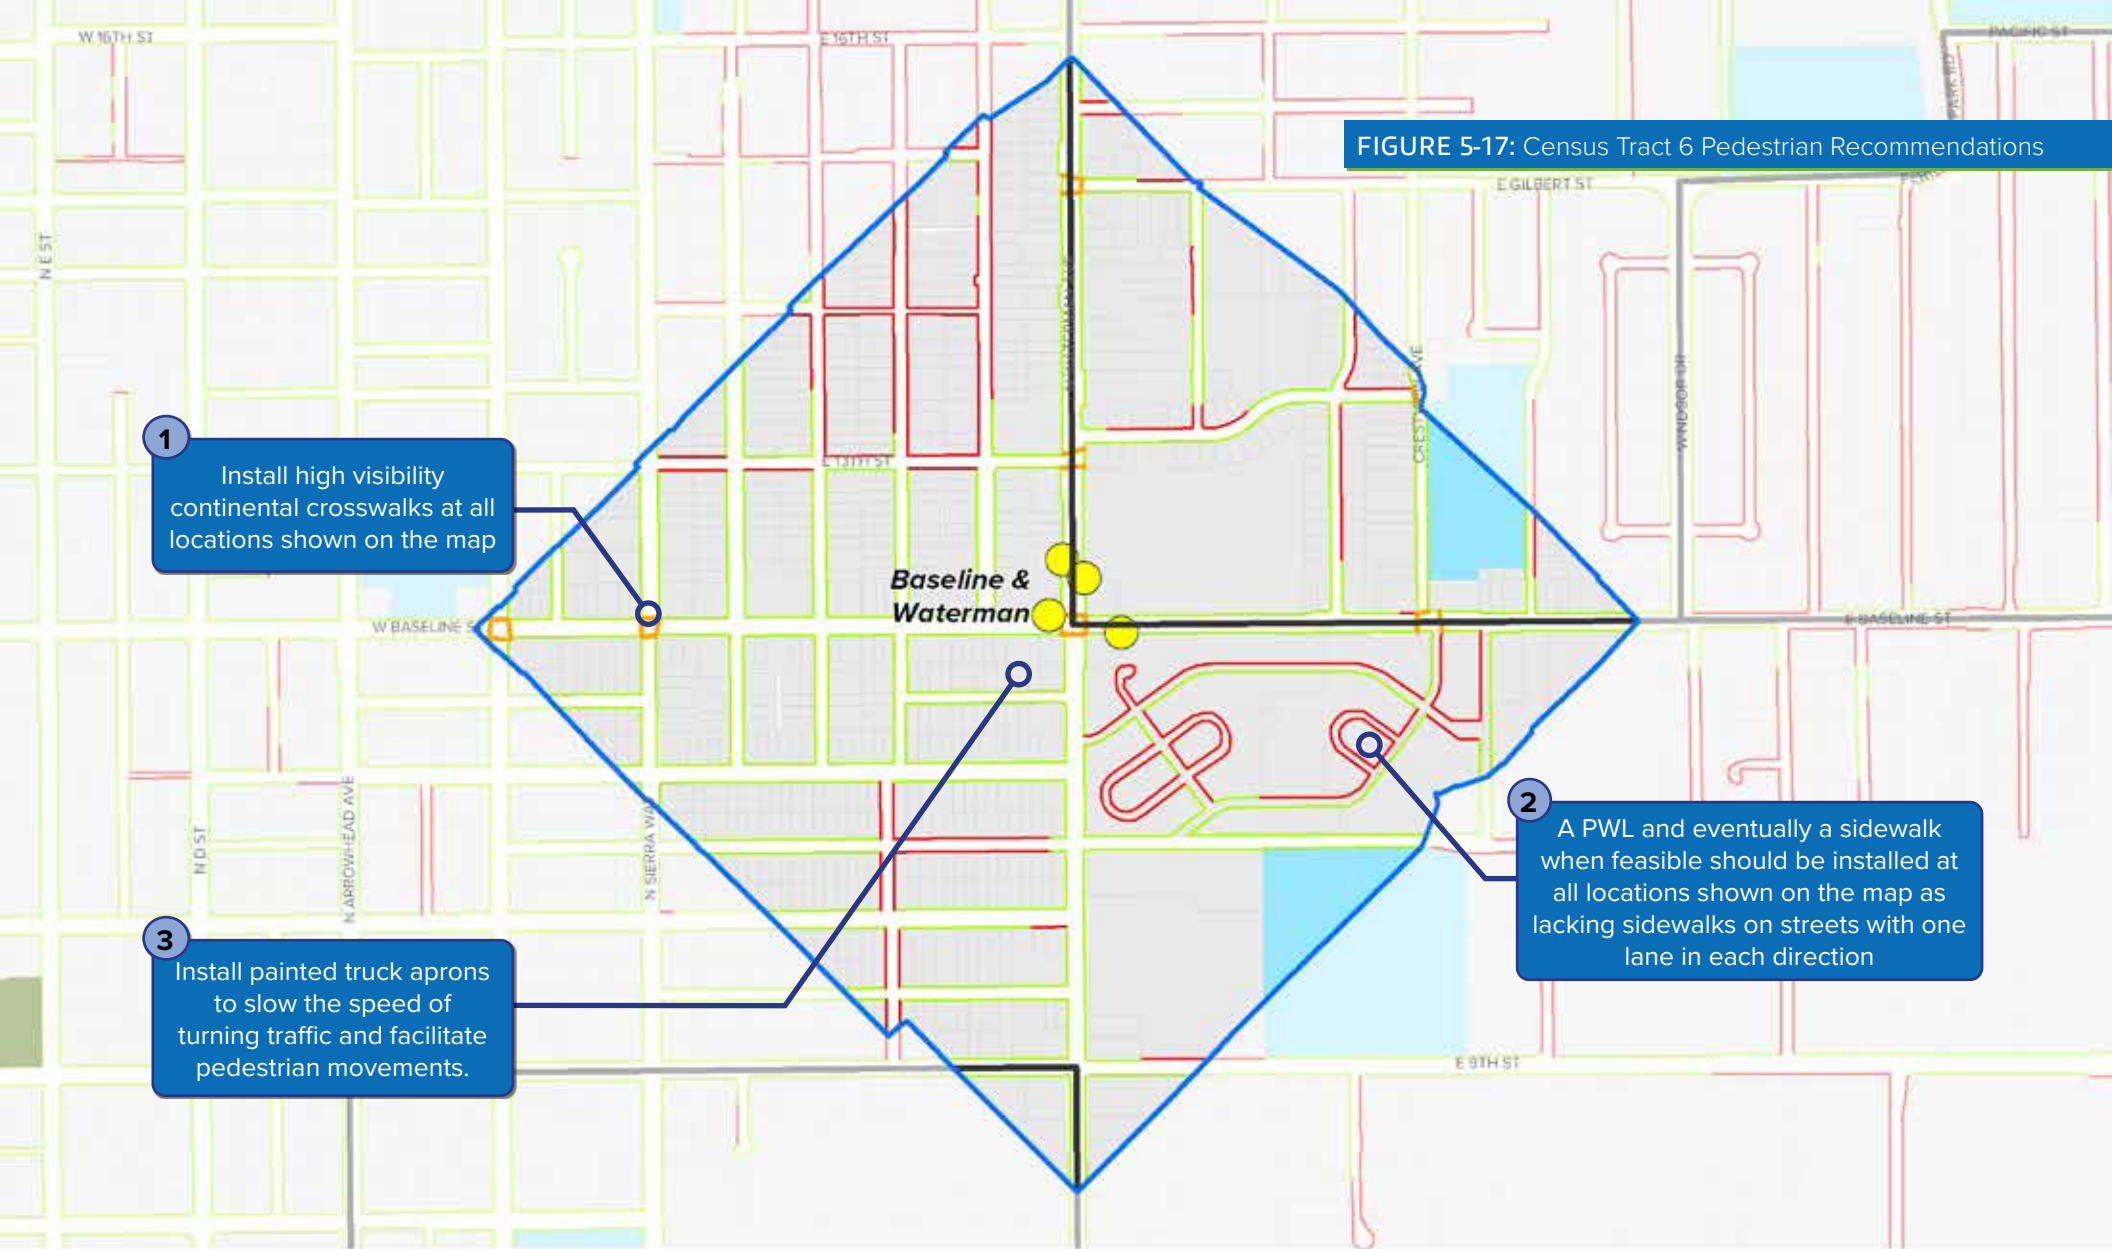 W 16TH ST
E 16TH ST
PACIFIC ST
PARK RD
FIGURE 5-17: Census Tract 6 Pedestrian Recommendations
E GILBERT ST
N E ST
WINDSOR DR
1
Install high visibility
continental crosswalks at all
locations shown on the map
E 13TH ST
Baseline &
Waterman
W BASELINE S
E BASELINE ST
N D ST
N ARROWHEAD AVE
N SIERRA WA
2
A PWL and eventually a sidewalk
when feasible should be installed at
all locations shown on the map as
lacking sidewalks on streets with one
lane in each direction
3
Install painted truck aprons
to slow the speed of
turning traffic and facilitate
pedestrian movements.
E 9TH ST